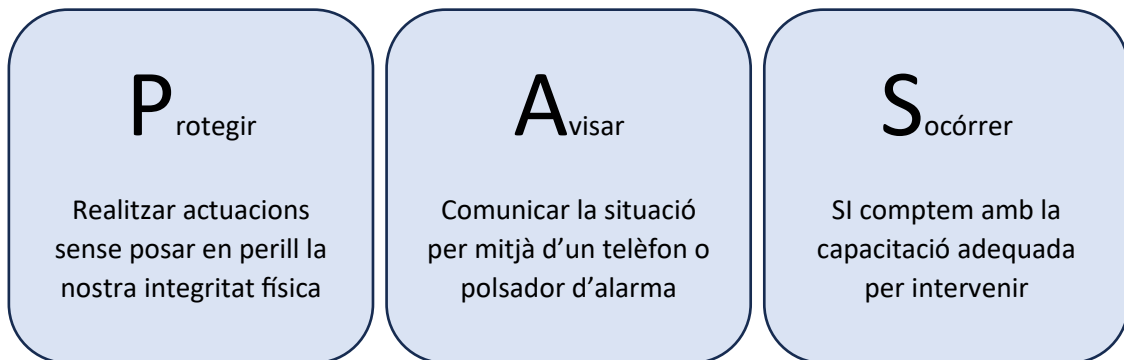 Protegir
Realitzar actuacions
sense posar en perill la
nostra integritat física
Avisar
Comunicar la situació
per mitjà d'un telèfon o
polsador d'alarma
Socórrer
SI comptem amb la
capacitació adequada
per intervenir